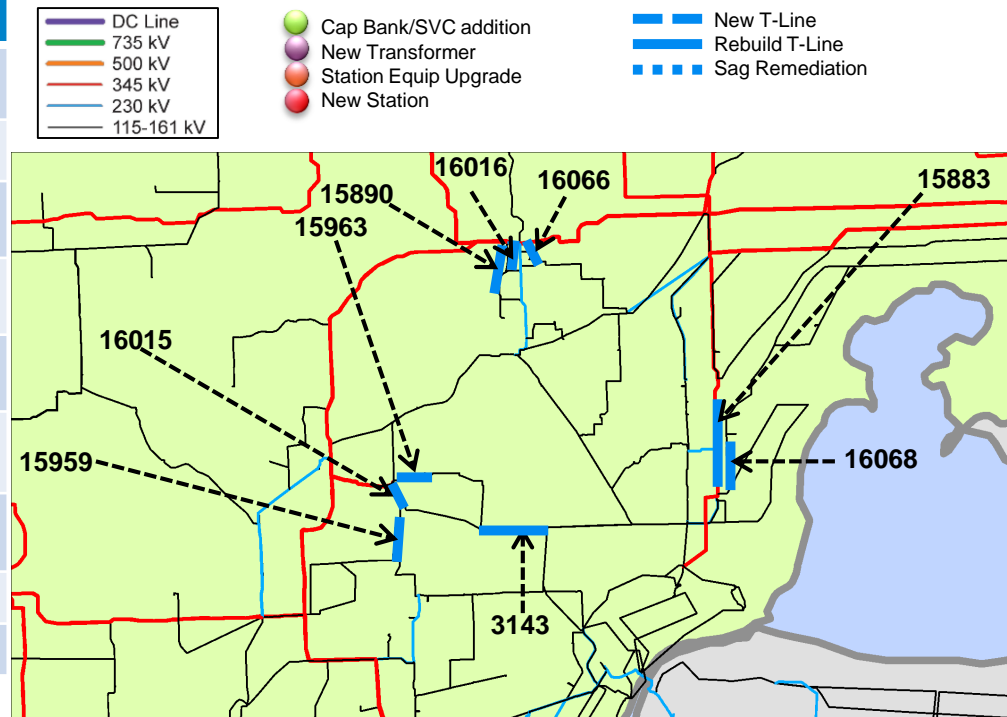 DC Line
735 kV
500 kV
345 kV
230 kV
115-161 kV
Cap Bank/SVC addition
New Transformer
Station Equip Upgrade
New Station
New T-Line
Rebuild T-Line
Sag Remediation
16016
16066
15883
15890
15963
16015
15959
16068
3143